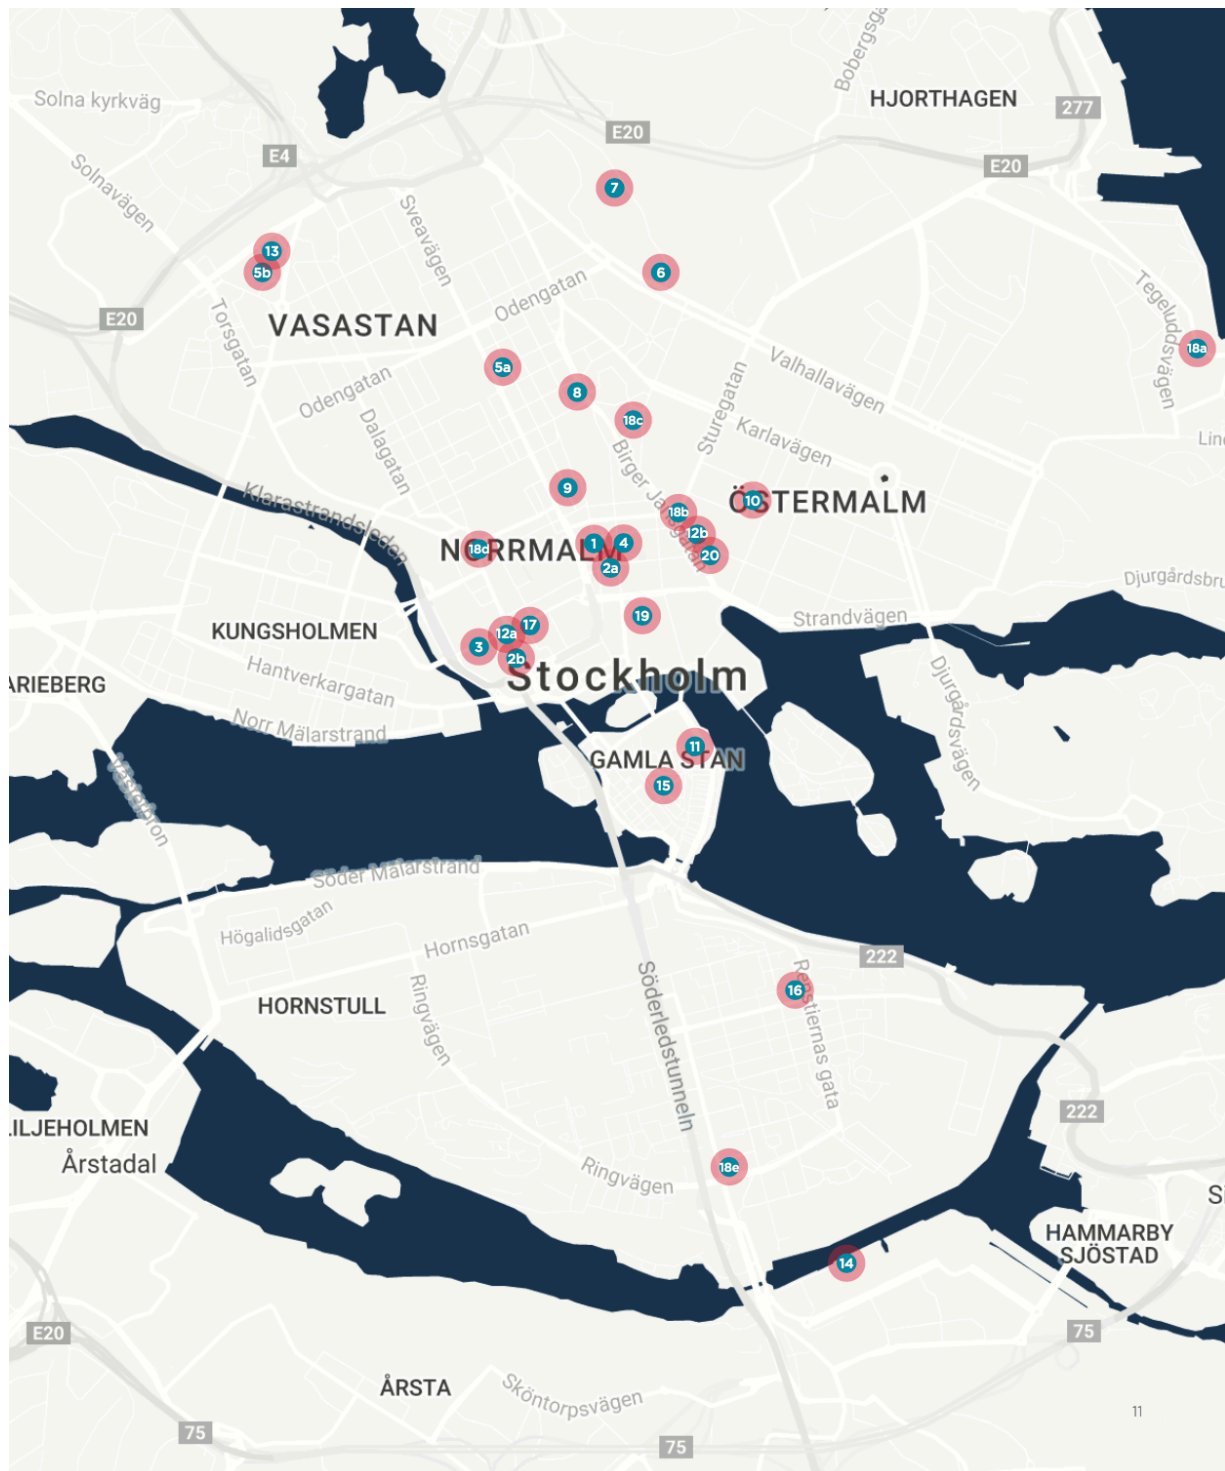 Bobergsga
HJORTHAGEN
Solna kyrkväg
277
E20
E4
E20
Solnavägen
7
Sveavägen
13
5b
6
Odengatan
Tegeluddsvägen
E20
Torsgatan
VASASTAN
18a
Valhallavägen
5a
Odengatan
8
Sturegatan
18c
Dalagatan
Karlavägen
Birger Jarlsgatan
Lind
Klarastrandsleden
9
10
ÖSTERMALM
18b
12b
NORRMALM
18d
1
4
20
2a
Djurgårdsbru
19
Strandvägen
KUNGSHOLMEN
17
12a
3
2b
Stockholm
Hantverkargatan
ARIEBERG
Djurgårdsvägen
Norr Mälarstrand
11
GAMLA STAN
15
Västerbron
Söder Mälarstrand
Högalidsgatan
Hornsgatan
222
Renstiernas gata
16
HORNSTULL
Ringvägen
Söderledstunneln
222
LILJEHOLMEN
Årstadal
Ringvägen
18e
HAMMARBY
SJÖSTAD
14
E20
75
ÅRSTA
Sköntorpsvägen
11
75
75